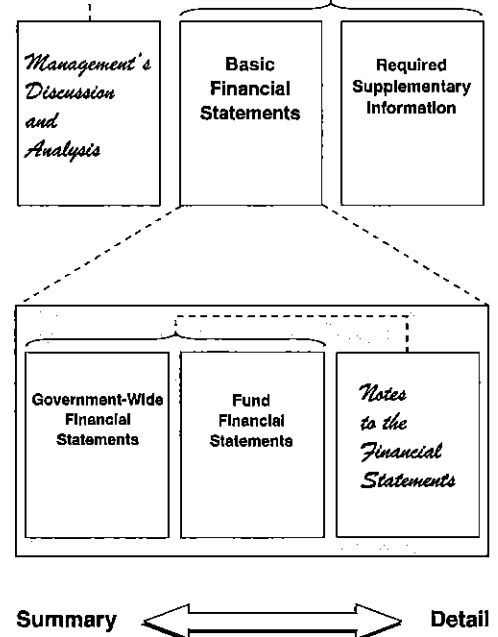 Management's
Discussion
and
Analysis
Basic
Financial
Statements
Required
Supplementary
Information
Government-Wide
Financial
Statements
Fund
Financial
Statements
Notes
to the
Financial
Statements
Summary
Detail